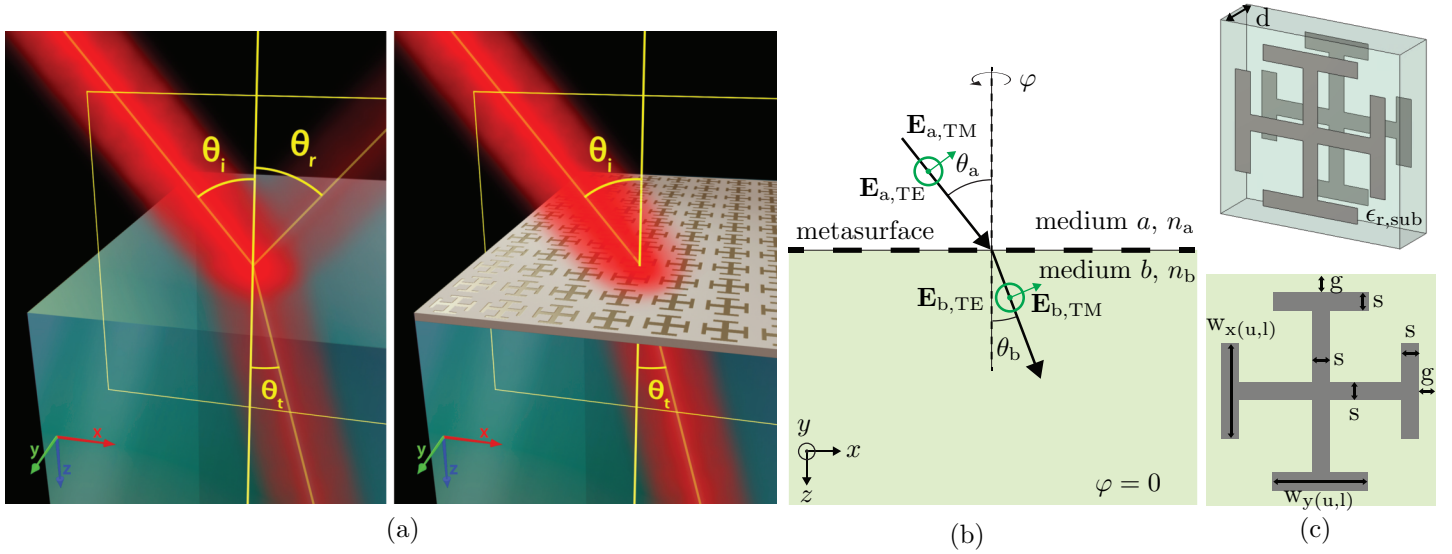 θi
θr
θt
y
x
z
θi
θt
y
x
z
(a)
φ
Ea,TM
θa
Ea,TE
metasurface
medium a, na
medium b, nb
Eb,TE
Eb,TM
θb
y
x
z
φ = 0
(b)
d
ϵr,sub
g
s
wx(u,l)
s
s
g
s
wy(u,l)
(c)